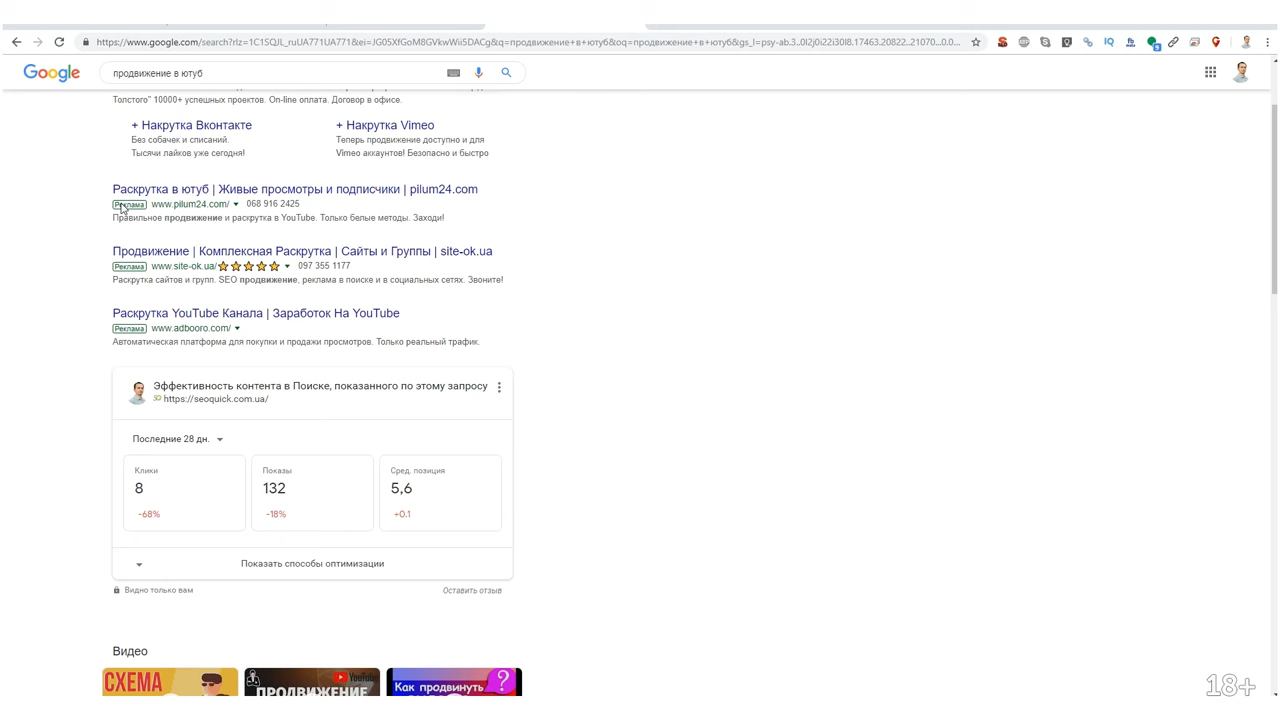 https://www.google.com/search?rlz=1C1SQJL_ruUA771UA771&ei=JG05XfGoM8GVkwWii5DACg&q=продвижение+в+ютуб&oq=продвижение+в+ютуб&gs_l=psy-ab.3..0l2j0i22i30l8.17463.20822..21070...0.0...
Google
продвижение в ютуб
Толстого" 10000+ успешных проектов. On-line оплата. Договор в офисе.
+ Накрутка Вконтакте
+ Накрутка Vimeo
Без собачек и списаний.
Теперь продвижение доступно и для
Тысячи лайков уже сегодня!
Vimeo аккаунтов! Безопасно и быстро
Раскрутка в ютуб | Живые просмотры и подписчики | pilum24.com
Реклама www.pilum24.com/ 068 916 2425
Правильное продвижение и раскрутка в YouTube. Только белые методы. Заходи!
Продвижение | Комплексная Раскрутка | Сайты и Группы | site-ok.ua
Реклама www.site-ok.ua/ 097 355 1177
Раскрутка сайтов и групп. SEO продвижение, реклама в поиске и в социальных сетях. Звоните!
Раскрутка YouTube Канала | Заработок На YouTube
Реклама www.adbooro.com/
Автоматическая платформа для покупки и продажи просмотров. Только реальный трафик.
Эффективность контента в Поиске, показанного по этому запросу
https://seoquick.com.ua/
Последние 28 дн.
Клики
Показы
Сред. позиция
8
132
5,6
-68%
-18%
+0.1
Показать способы оптимизации
Видно только вам
Оставить отзыв
Видео
СХЕМА
YouTube
ПРОДВИЖЕНИЕ
Как продвинуть
?
18+